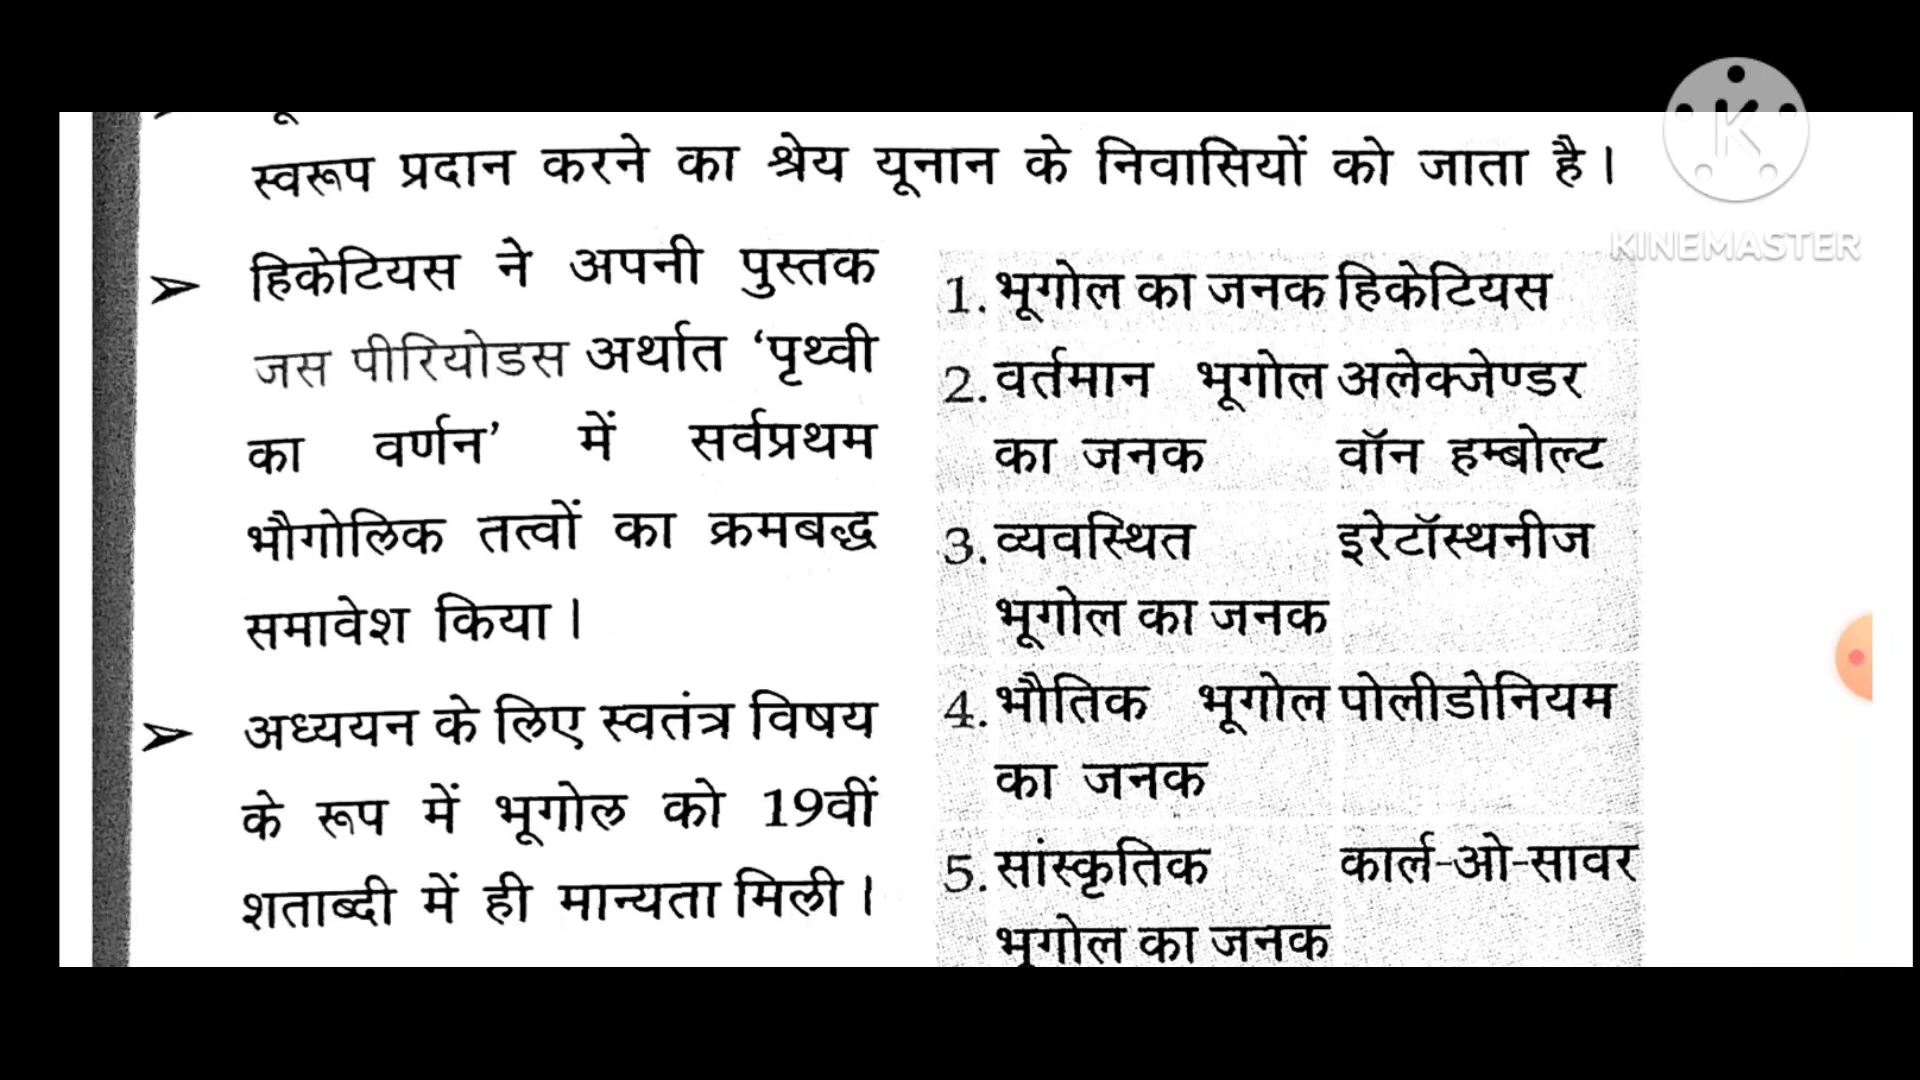 स्वरूप प्रदान करने का श्रेय यूनान के निवासियों को जाता है।
➢ हिकेटियस ने अपनी पुस्तक
जस पीरियोडस अर्थात 'पृथ्वी
का वर्णन' में सर्वप्रथम
भौगोलिक तत्वों का क्रमबद्ध
समावेश किया।
➢ अध्ययन के लिए स्वतंत्र विषय
के रूप में भूगोल को 19वीं
शताब्दी में ही मान्यता मिली।
1. भूगोल का जनक हिकेटियस
2. वर्तमान भूगोल अलेक्जेण्डर
का जनक वॉन हम्बोल्ट
3. व्यवस्थित इरेटॉस्थनीज
भूगोल का जनक
4. भौतिक भूगोल पोलीडोनियम
का जनक
5. सांस्कृतिक कार्ल-ओ-सावर
भूगोल का जनक
K
KINEMASTER